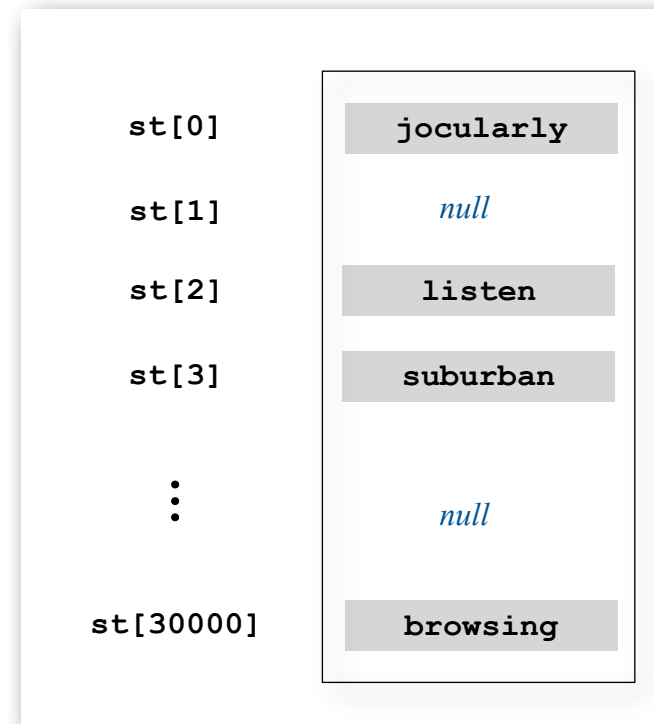 st[0] jocularly
st[1] null
st[2] listen
st[3] suburban
⋮ null
st[30000] browsing